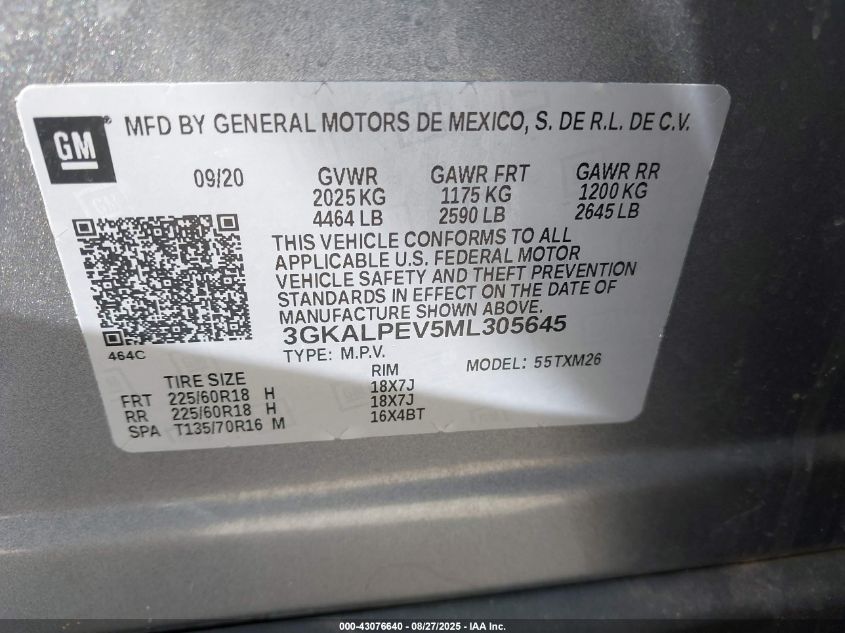 GM ® MFD BY GENERAL MOTORS DE MEXICO, S. DE R.L. DE C.V.
09/20 GVWR GAWR FRT GAWR RR
2025 KG 1175 KG 1200 KG
4464 LB 2590 LB 2645 LB
THIS VEHICLE CONFORMS TO ALL
APPLICABLE U.S. FEDERAL MOTOR
VEHICLE SAFETY AND THEFT PREVENTION
STANDARDS IN EFFECT ON THE DATE OF
MANUFACTURE SHOWN ABOVE.
3GKALPEV5ML305645
464C TYPE: M.P.V. MODEL: 55TXM26
TIRE SIZE RIM
FRT 225/60R18 H 18X7J
RR 225/60R18 H 18X7J
SPA T135/70R16 M 16X4BT
000-43076640 - 08/27/2025 - IAA Inc.